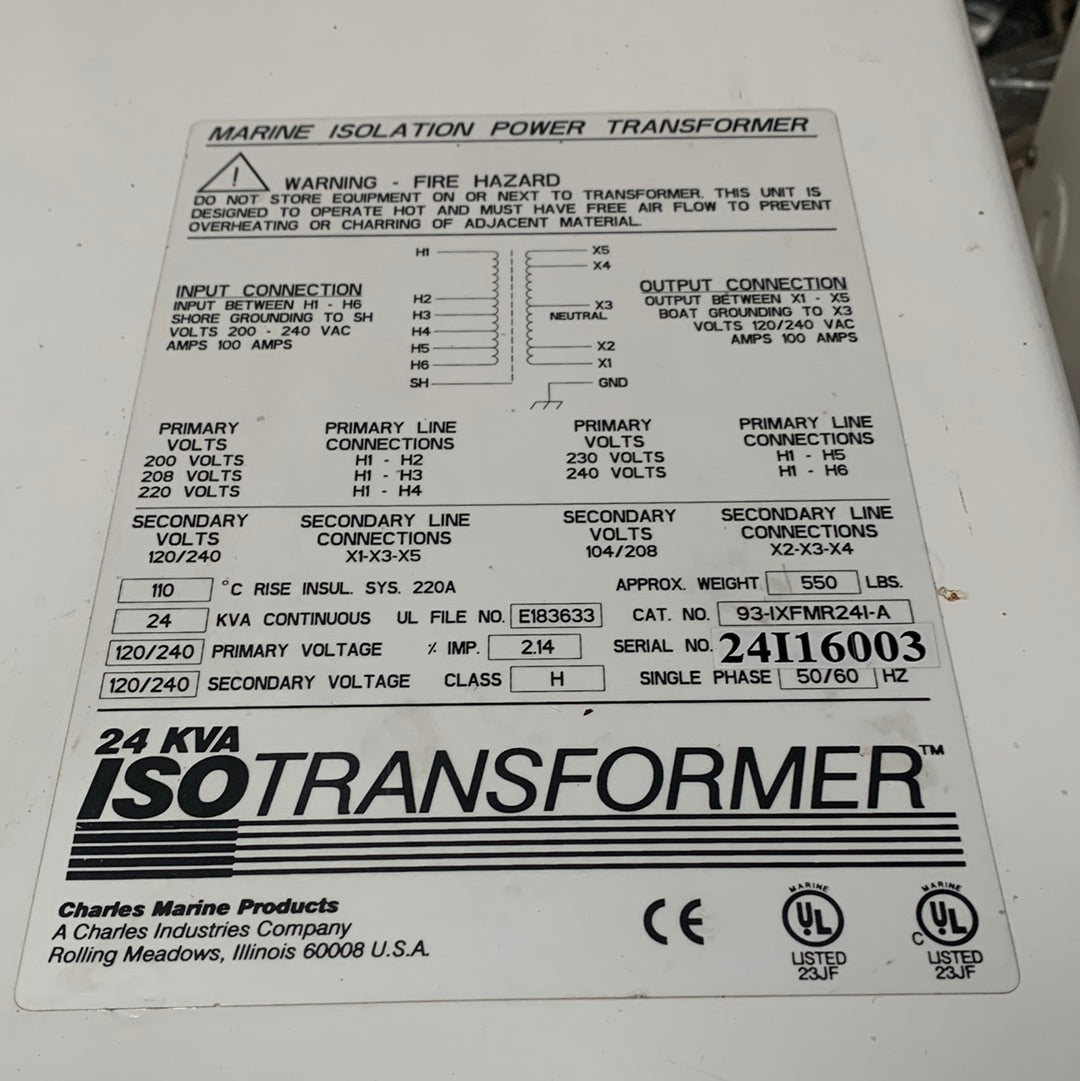 MARINE ISOLATION POWER TRANSFORMER
!
WARNING - FIRE HAZARD
DO NOT STORE EQUIPMENT ON OR NEXT TO TRANSFORMER. THIS UNIT IS
DESIGNED TO OPERATE HOT AND MUST HAVE FREE AIR FLOW TO PREVENT
OVERHEATING OR CHARRING OF ADJACENT MATERIAL.
INPUT CONNECTION
INPUT BETWEEN H1 - H6
SHORE GROUNDING TO SH
VOLTS 200 - 240 VAC
AMPS 100 AMPS
H1
H2
H3
H4
H5
H6
SH
X5
X4
X3
NEUTRAL
X2
X1
GND
OUTPUT CONNECTION
OUTPUT BETWEEN X1 - X5
BOAT GROUNDING TO X3
VOLTS 120/240 VAC
AMPS 100 AMPS
PRIMARY VOLTS PRIMARY LINE CONNECTIONS
200 VOLTS H1 - H2
208 VOLTS H1 - H3
220 VOLTS H1 - H4
PRIMARY VOLTS PRIMARY LINE CONNECTIONS
230 VOLTS H1 - H5
240 VOLTS H1 - H6
SECONDARY VOLTS SECONDARY LINE CONNECTIONS
120/240 X1-X3-X5
SECONDARY VOLTS SECONDARY LINE CONNECTIONS
104/208 X2-X3-X4
110 °C RISE INSUL. SYS. 220A APPROX. WEIGHT 550 LBS.
24 KVA CONTINUOUS UL FILE NO. E183633 CAT. NO. 93-IXFMR24I-A
120/240 PRIMARY VOLTAGE % IMP. 2.14 SERIAL NO. 24I16003
120/240 SECONDARY VOLTAGE CLASS H SINGLE PHASE 50/60 HZ
24 KVA
ISOTRANSFORMER™
Charles Marine Products
A Charles Industries Company
Rolling Meadows, Illinois 60008 U.S.A.
CE
MARINE
UL
LISTED
23JF
MARINE
C UL
LISTED
23JF